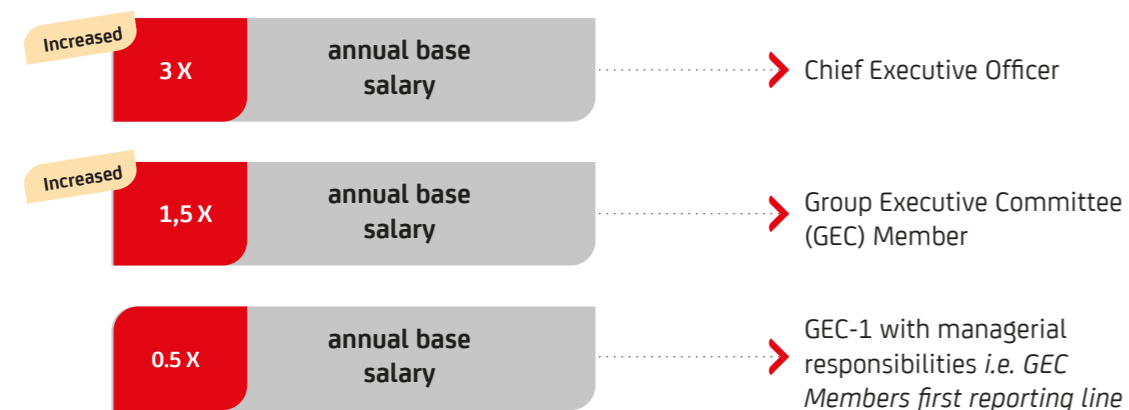 Increased
3 X
annual base
salary
Chief Executive Officer
Increased
1,5 X
annual base
salary
Group Executive Committee
(GEC) Member
0.5 X
annual base
salary
GEC-1 with managerial
responsibilities i.e. GEC
Members first reporting line